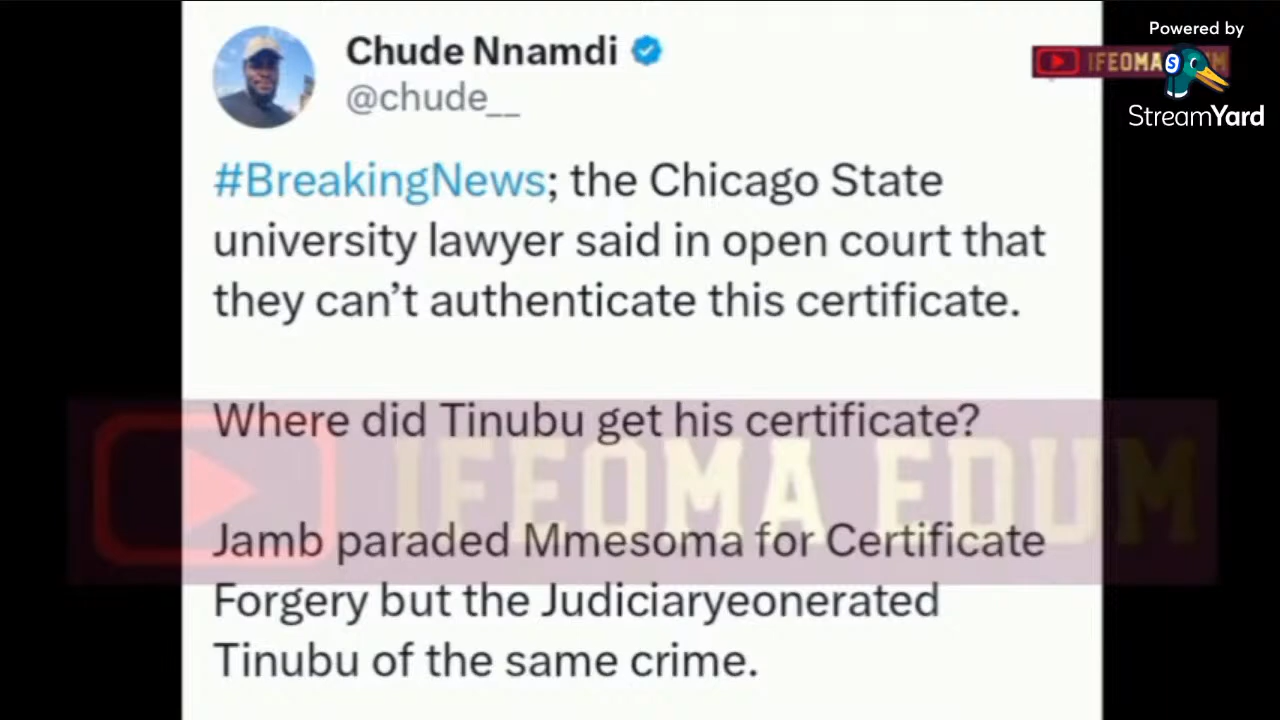 Chude Nnamdi
@chude__
#BreakingNews; the Chicago State
university lawyer said in open court that
they can't authenticate this certificate.
Where did Tinubu get his certificate?
Jamb paraded Mmesoma for Certificate
Forgery but the Judiciaryeonerated
Tinubu of the same crime.
IFEOMA EDUM
Powered by
StreamYard